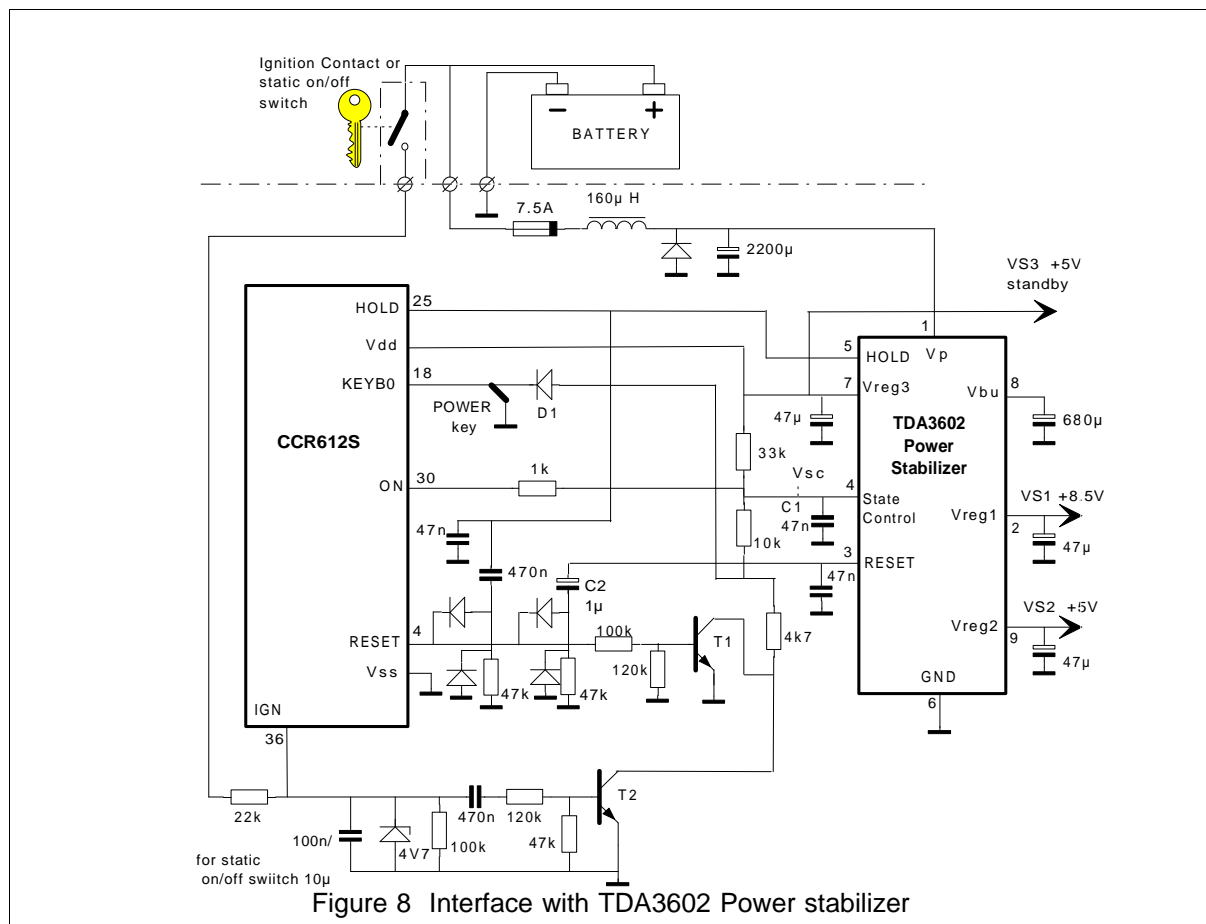 Ignition Contact or
static on/off
switch
BATTERY
7.5A
160µ H
2200µ
VS3 +5V
standby
HOLD
25
Vdd
KEYB0
18
POWER
key
D1
CCR612S
ON
30
1k
47n
470n
C2
1µ
RESET
4
Vss
47k
47k
100k
120k
T1
IGN
36
47µ
33k
Vsc
C1
47n
10k
47n
4k7
1
5
HOLD
Vp
7
Vreg3
Vbu
8
680µ
TDA3602
Power
Stabilizer
4
State
Control
Vreg1
2
VS1 +8.5V
47µ
3
RESET
VS2 +5V
Vreg2
9
47µ
GND
6
22k
100n/
4V7
100k
470n
120k
47k
T2
for static
on/off swiitch 10µ
Figure 8 Interface with TDA3602 Power stabilizer